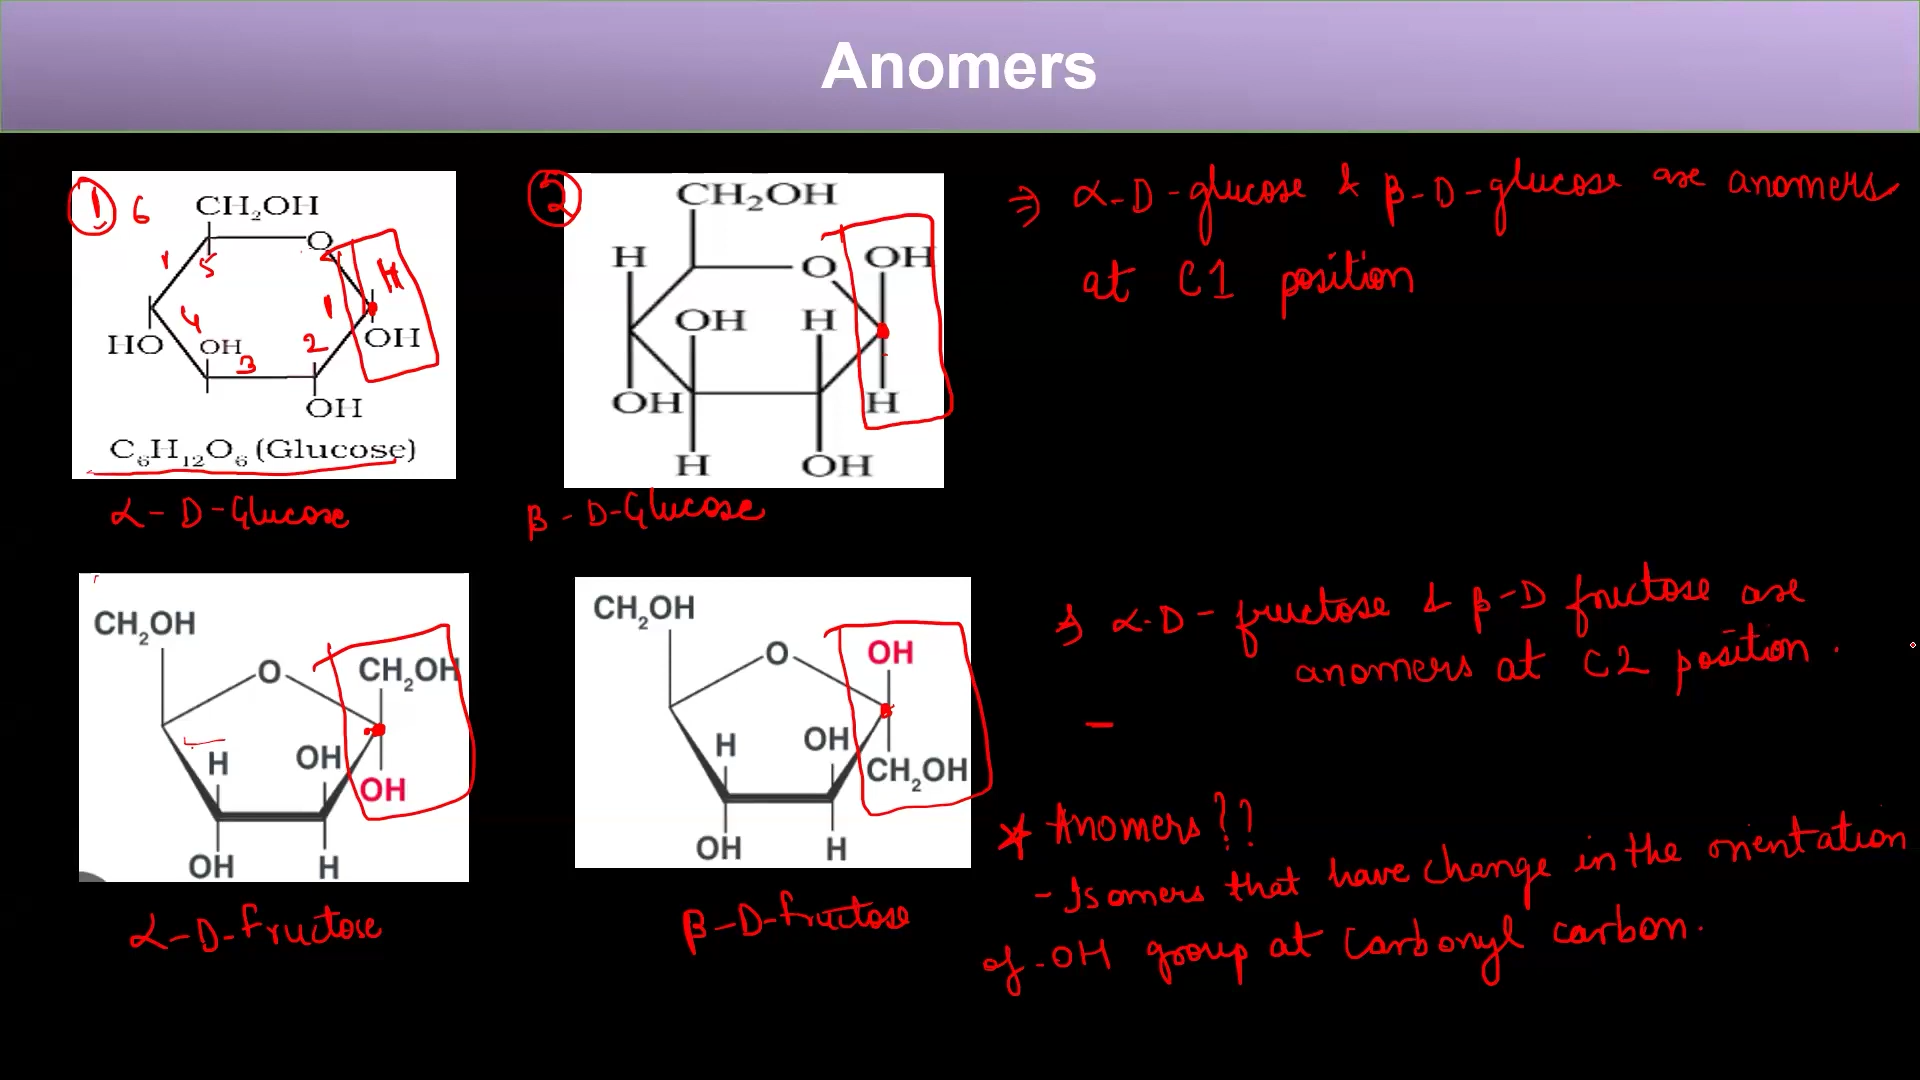 Anomers
1
6
CH2OH
5
O
H
1
4
HO
OH
3
2
OH
OH
C6H12O6 (Glucose)
α-D-Glucose
2
CH2OH
H
O
OH
OH
H
OH
H
H
OH
β-D-Glucose
⇒ α-D-glucose & β-D-glucose are anomers
at C1 position
CH2OH
O
CH2OH
H
OH
OH
OH
H
α-D-fructose
CH2OH
O
OH
H
OH
CH2OH
OH
H
β-D-fructose
α-D-fructose & β-D fructose are
anomers at C2 position.
-
* Anomers??
- Isomers that have change in the orientation
of -OH group at Carbonyl carbon.